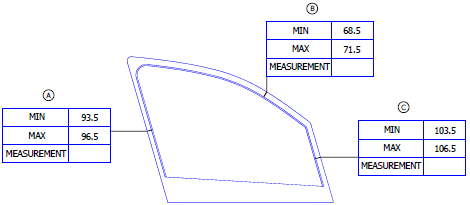 B
MIN 68.5
MAX 71.5
MEASUREMENT
A
MIN 93.5
MAX 96.5
MEASUREMENT
C
MIN 103.5
MAX 106.5
MEASUREMENT